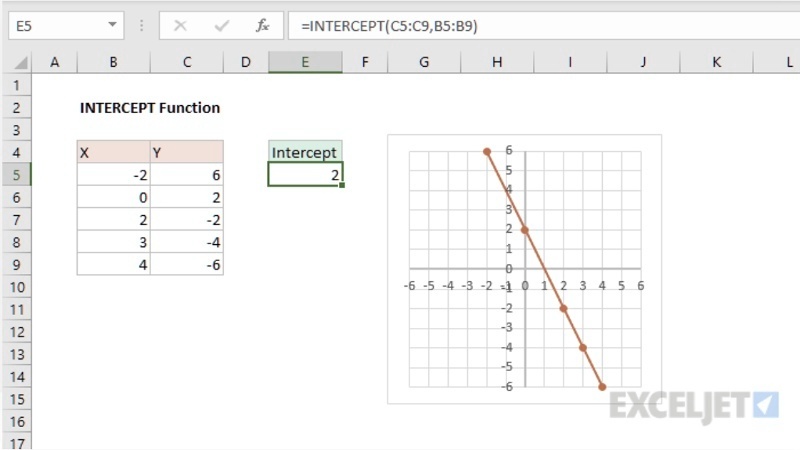 E5 fx =INTERCEPT(C5:C9,B5:B9)
A B C D E F G H I J K L
1
2 INTERCEPT Function
3
4 X Y Intercept
5 -2 6 2
6 0 2
7 2 -2
8 3 -4
9 4 -6
10
11
12
13
14
15
16
17
6
5
4
3
2
1
0
-6 -5 -4 -3 -2 -1 0 1 2 3 4 5 6
-1
-2
-3
-4
-5
-6
EXCELJET